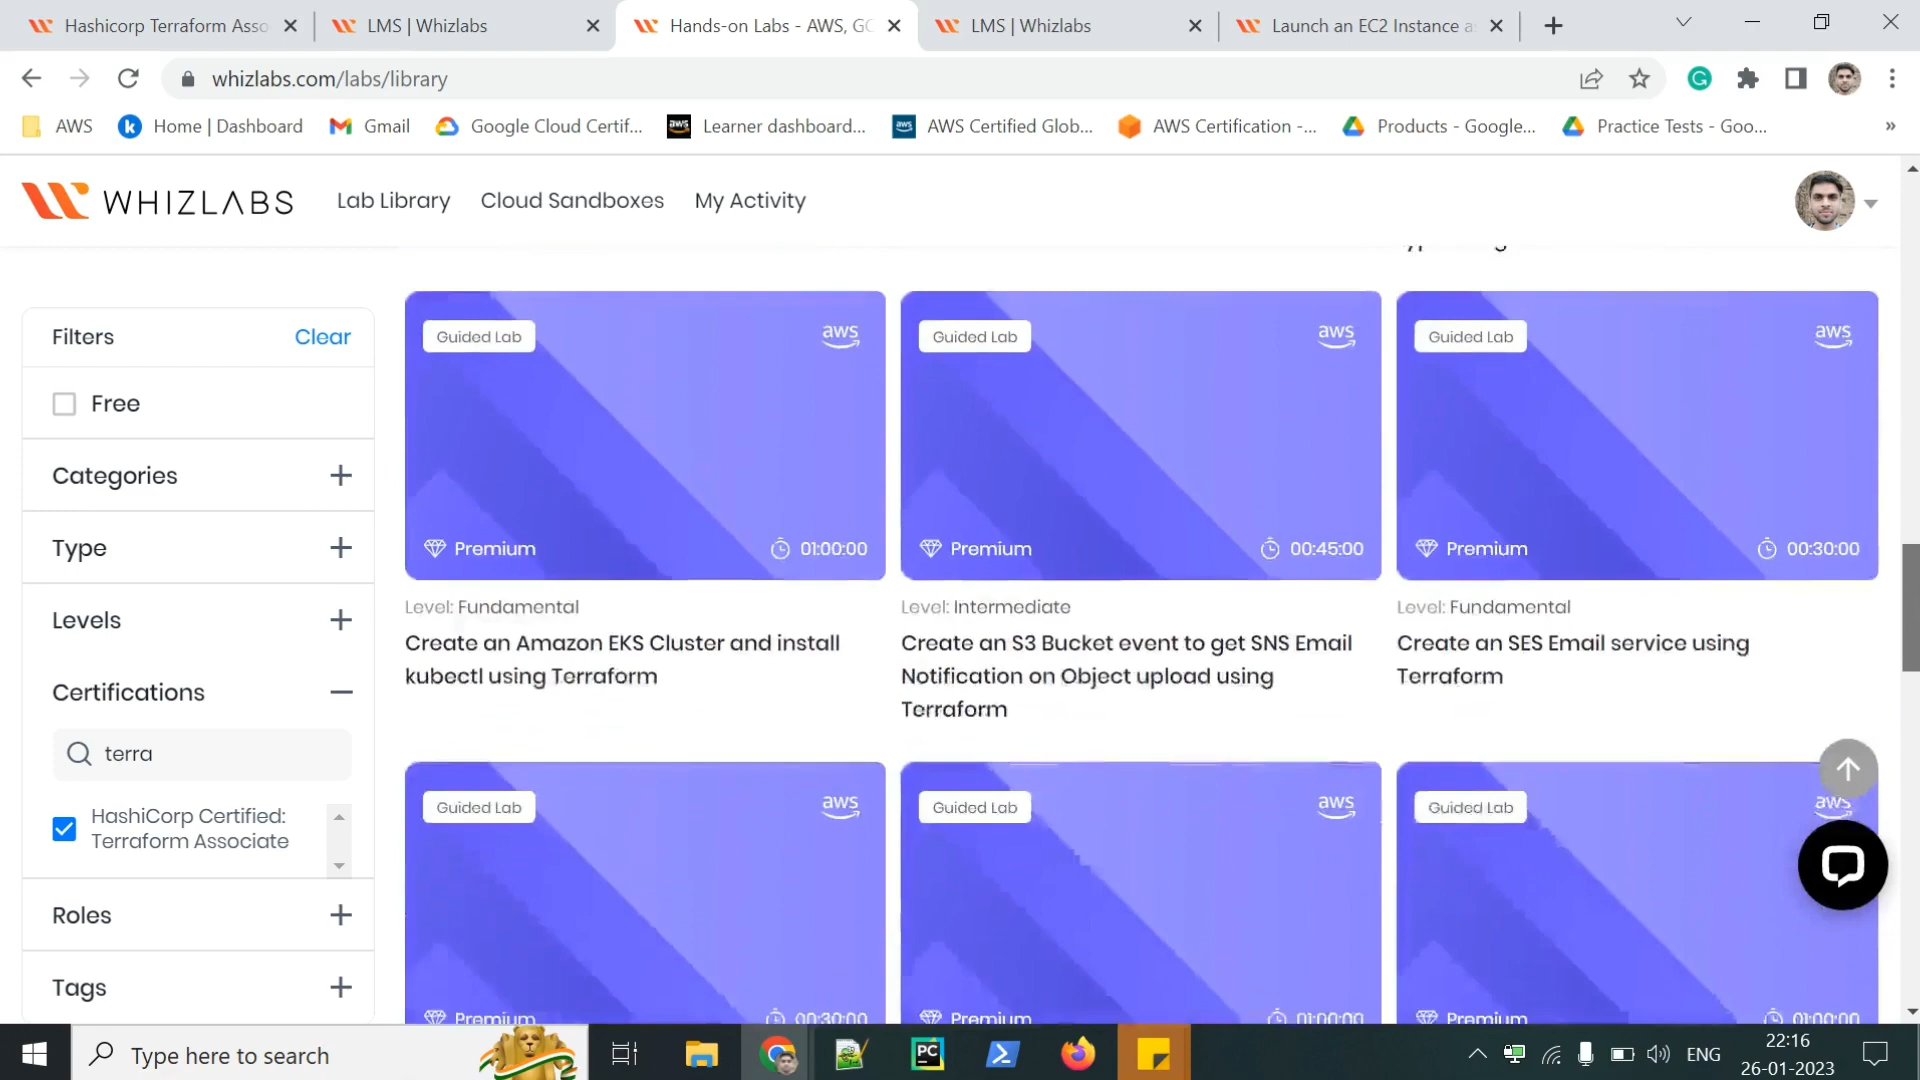 Hashicorp Terraform Asso
LMS | Whizlabs
Hands-on Labs - AWS, GC
LMS | Whizlabs
Launch an EC2 Instance as
whizlabs.com/labs/library
AWS
Home | Dashboard
Gmail
Google Cloud Certif...
Learner dashboard...
AWS Certified Glob...
AWS Certification -...
Products - Google...
Practice Tests - Goo...
»
WHIZLABS
Lab Library
Cloud Sandboxes
My Activity
Filters
Clear
Free
Categories
Type
Levels
Certifications
terra
HashiCorp Certified:
Terraform Associate
Roles
Tags
Guided Lab
aws
Premium
01:00:00
Level: Fundamental
Create an Amazon EKS Cluster and install
kubectl using Terraform
Guided Lab
aws
Premium
00:45:00
Level: Intermediate
Create an S3 Bucket event to get SNS Email
Notification on Object upload using
Terraform
Guided Lab
aws
Premium
00:30:00
Level: Fundamental
Create an SES Email service using
Terraform
Guided Lab
aws
Premium
00:30:00
Guided Lab
aws
Premium
01:00:00
Guided Lab
aws
Premium
01:00:00
Type here to search
PC
ENG
22:16
26-01-2023